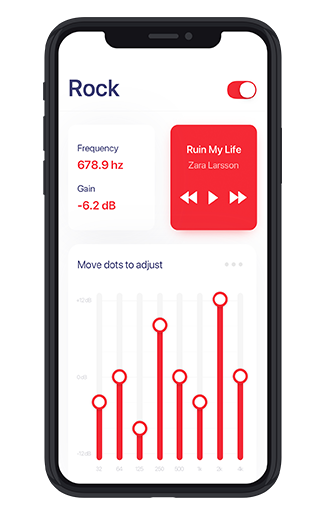 Rock
Frequency
678.9 hz
Gain
-6.2 dB
Ruin My Life
Zara Larsson
Move dots to adjust
+12dB
-12dB
32
64
125
250
500
1k
2k
4k